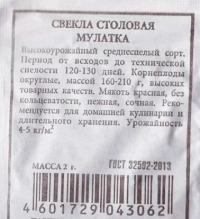 СВЕКЛА СТОЛОВАЯ
МУЛАТКА
Высокоурожайный среднеспелый сорт.
Период от всходов до технической
спелости 120-130 дней. Корнеплоды
округлые, массой 160-210 г, высоких
товарных качеств. Мякоть красная, без
кольцеватости, нежная, сочная. Реко-
мендуется для домашней кулинарии и
длительного хранения. Урожайность
4-5 кг/м²
МАССА 2 г. ГОСТ 32592-2013
4 601729 043062